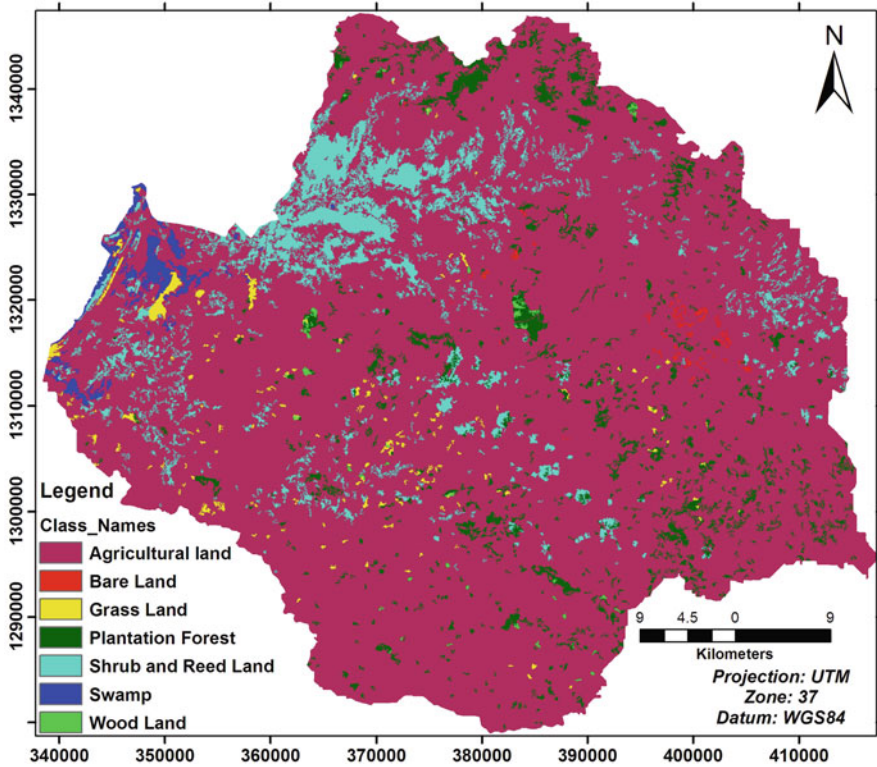 N
1340000
1330000
1320000
1310000
1300000
1290000
Legend
Class_Names
Agricultural land
Bare Land
Grass Land
Plantation Forest
Shrub and Reed Land
Swamp
Wood Land
9 4.5 0 9
Kilometers
Projection: UTM
Zone: 37
Datum: WGS84
340000 350000 360000 370000 380000 390000 400000 410000